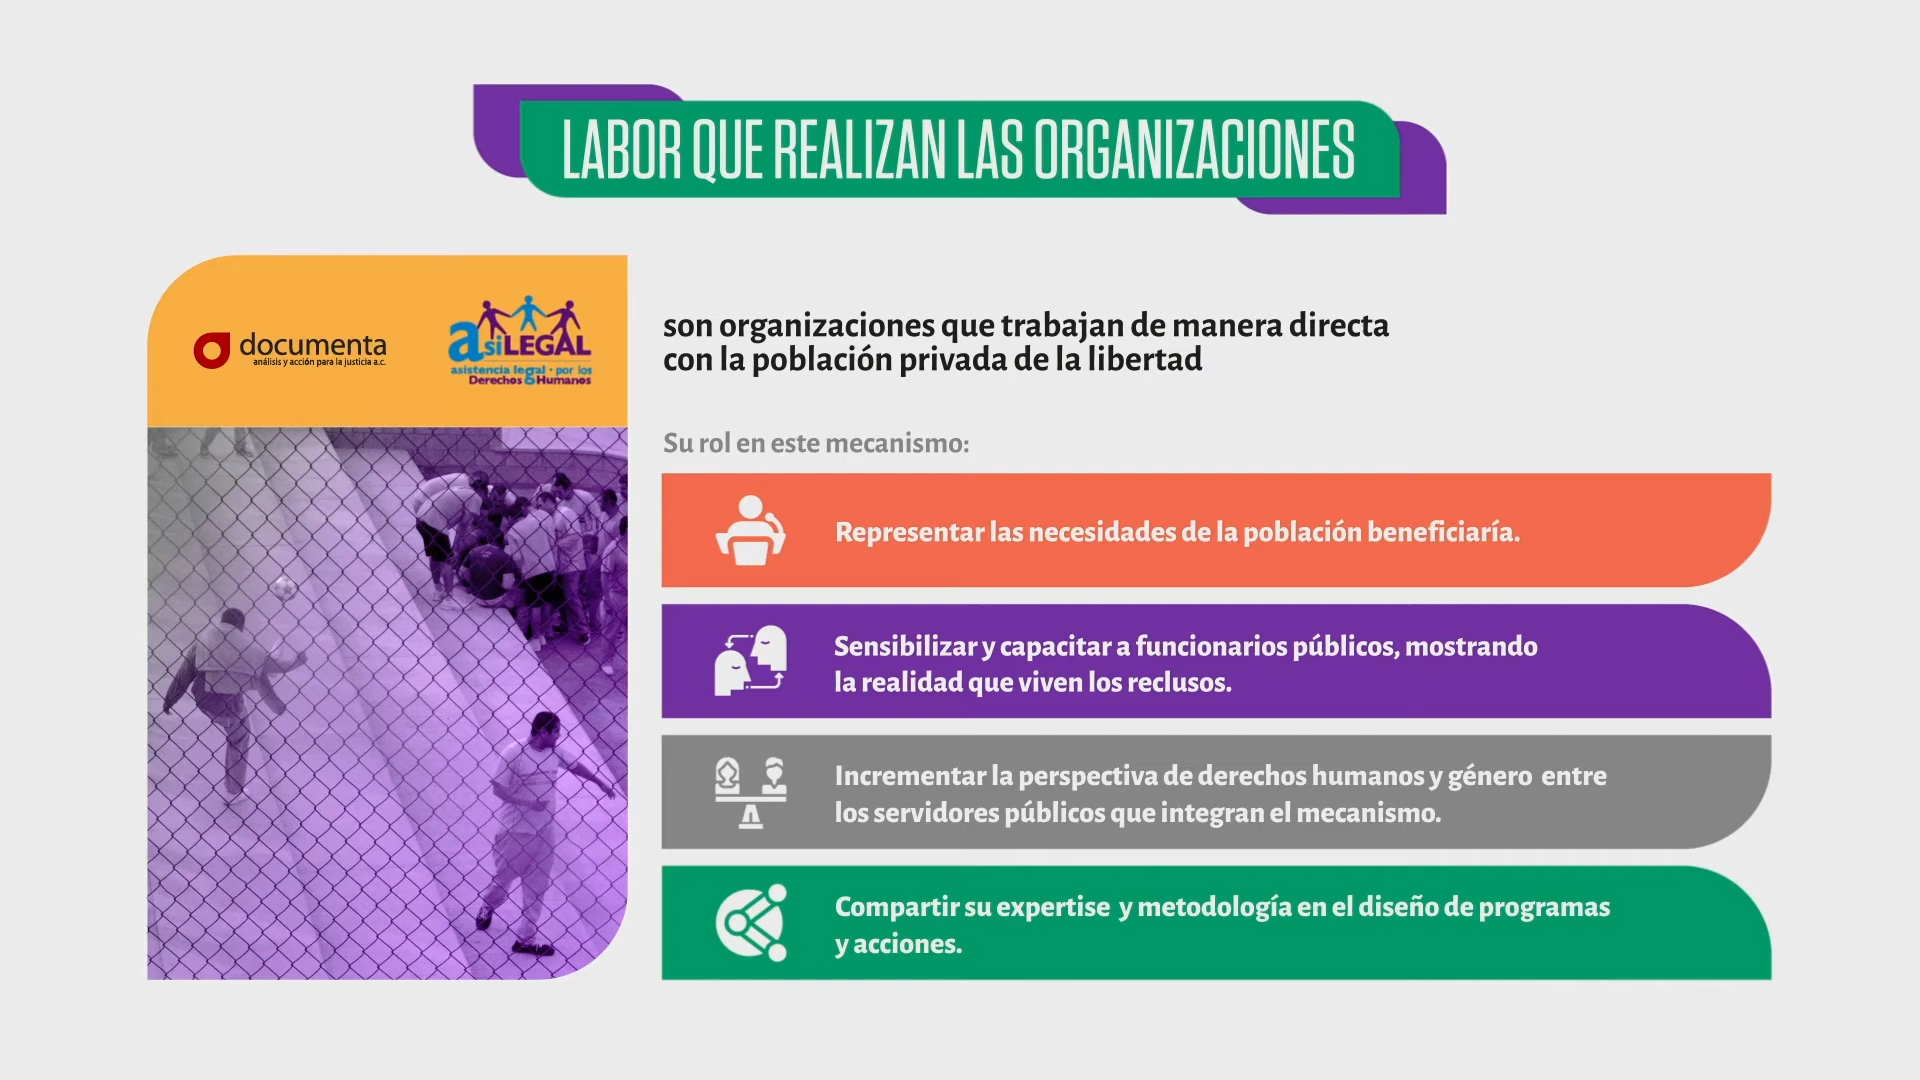 LABOR QUE REALIZAN LAS ORGANIZACIONES
documenta
análisis y acción para la justicia a.c.
asiLEGAL
asistencia legal · por los
Derechos Humanos
son organizaciones que trabajan de manera directa
con la población privada de la libertad
Su rol en este mecanismo:
Representar las necesidades de la población beneficiaría.
Sensibilizar y capacitar a funcionarios públicos, mostrando
la realidad que viven los reclusos.
Incrementar la perspectiva de derechos humanos y género entre
los servidores públicos que integran el mecanismo.
Compartir su expertise y metodología en el diseño de programas
y acciones.